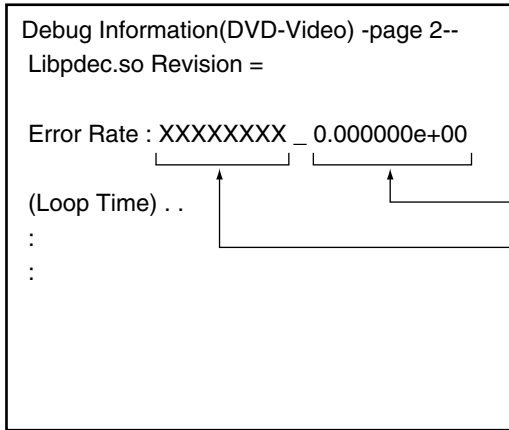 Debug Information(DVD-Video) -page 2--
Libpdec.so Revision =
Error Rate : XXXXXXXX _ 0.000000e+00
(Loop Time) . .
:
: